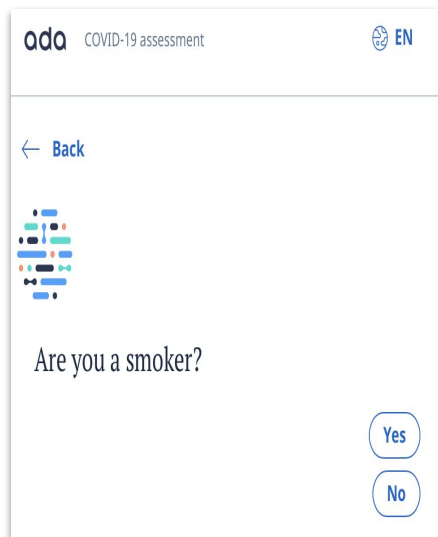 ada COVID-19 assessment EN
Back
Are you a smoker?
Yes
No